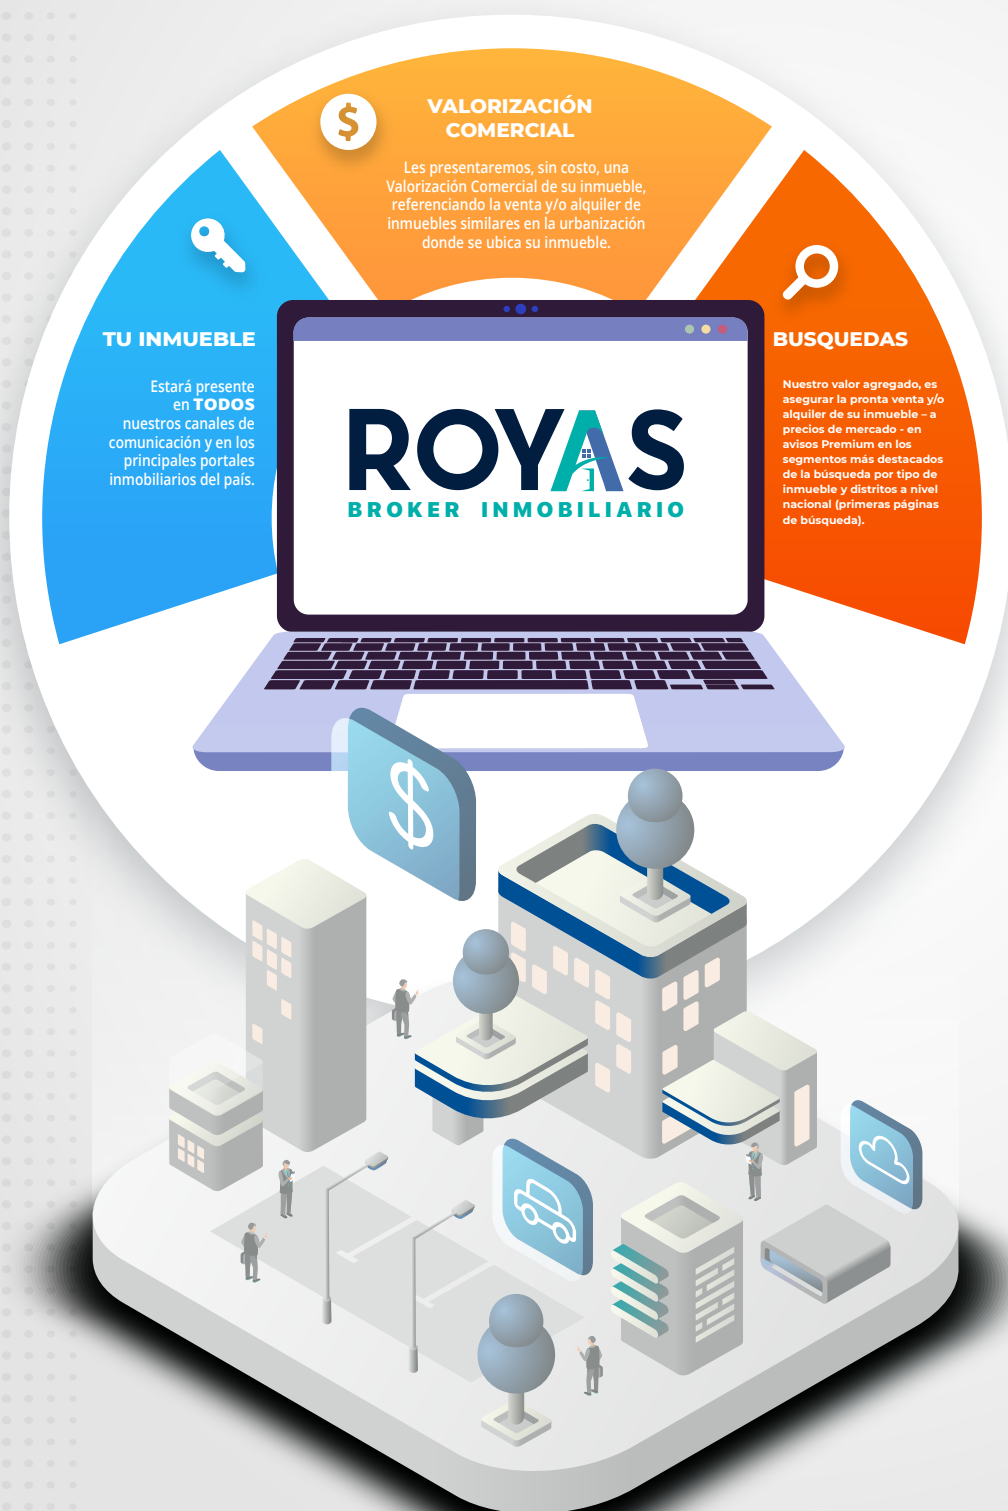 VALORIZACIÓN
COMERCIAL
Les presentaremos, sin costo, una
Valorización Comercial de su inmueble,
referenciando la venta y/o alquiler de
inmuebles similares en la urbanización
donde se ubica su inmueble.
TU INMUEBLE
Estará presente
en TODOS
nuestros canales de
comunicación y en los
principales portales
inmobiliarios del país.
BUSQUEDAS
Nuestro valor agregado, es
asegurar la pronta venta y/o
alquiler de su inmueble – a
precios de mercado - en
avisos Premium en los
segmentos más destacados
de la búsqueda por tipo de
inmueble y distritos a nivel
nacional (primeras páginas
de búsqueda).
ROYAS
BROKER INMOBILIARIO